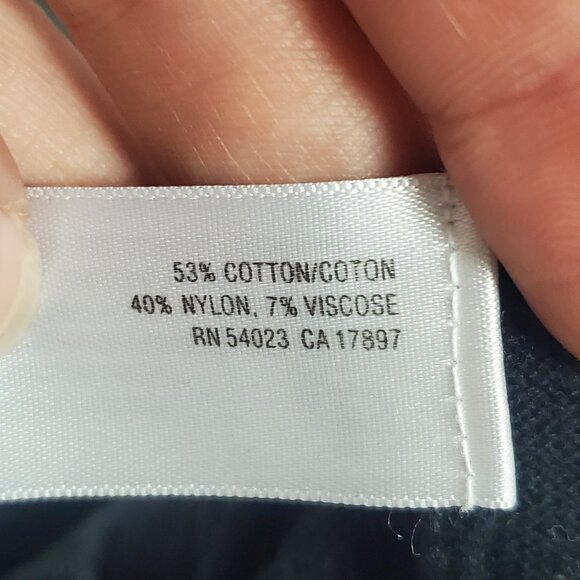 53% COTTON/COTON
40% NYLON, 7% VISCOSE
RN 54023 CA 17897